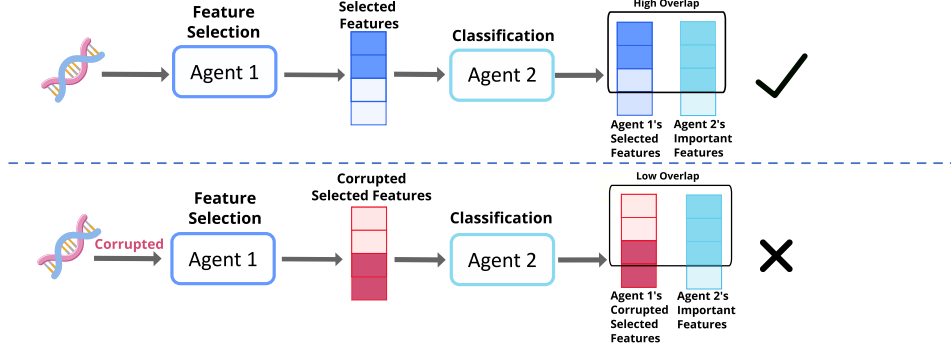 Feature
Selection
Agent 1
Selected
Features
Classification
Agent 2
High Overlap
Agent 1's
Selected
Features
Agent 2's
Important
Features
Corrupted
Feature
Selection
Agent 1
Corrupted
Selected Features
Classification
Agent 2
Low Overlap
Agent 1's
Corrupted
Selected
Features
Agent 2's
Important
Features